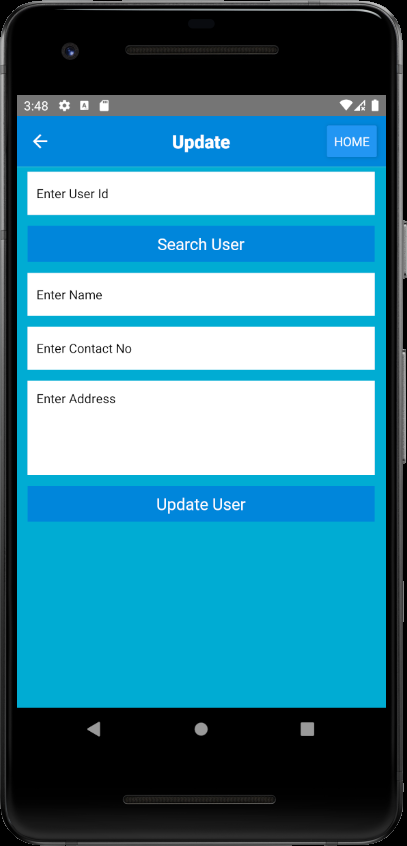 3:48
Update
HOME
Enter User Id
Search User
Enter Name
Enter Contact No
Enter Address
Update User